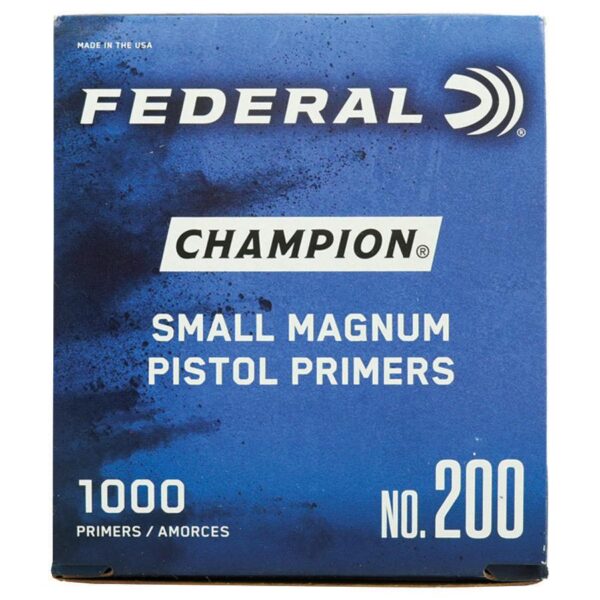 MADE IN THE USA
FEDERAL ®
CHAMPION®
SMALL MAGNUM
PISTOL PRIMERS
1000
PRIMERS / AMORCES
NO. 200